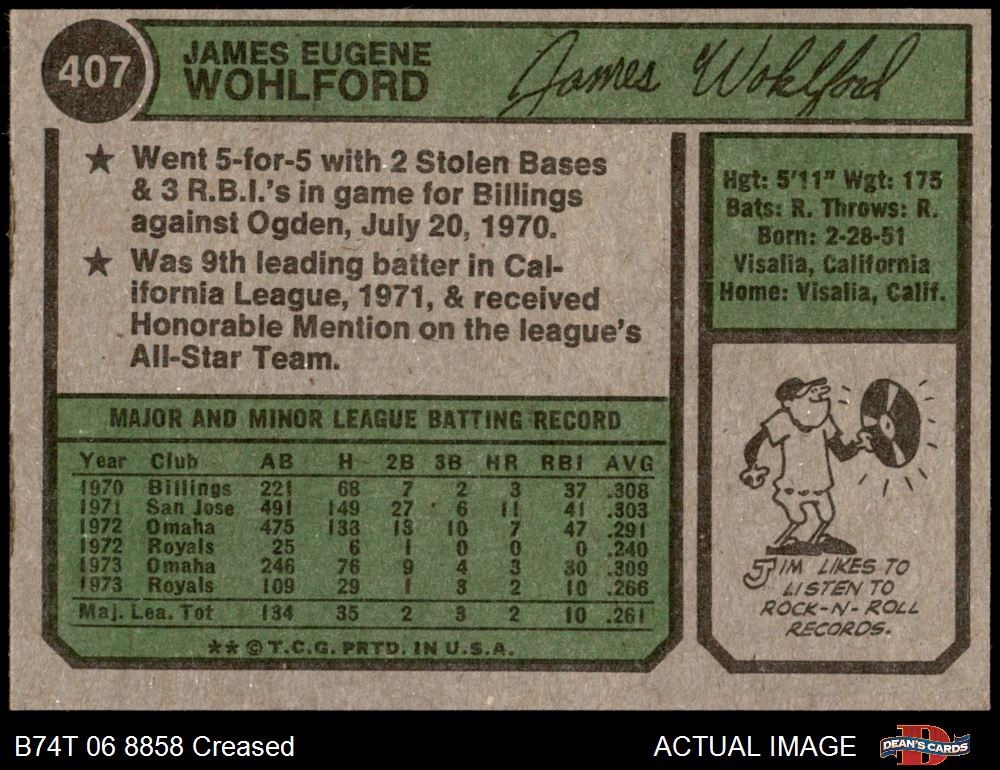 407
JAMES EUGENE
WOHLFORD
James Wohlford
★ Went 5-for-5 with 2 Stolen Bases
& 3 R.B.I.'s in game for Billings
against Ogden, July 20, 1970.
★ Was 9th leading batter in Cal-
ifornia League, 1971, & received
Honorable Mention on the league's
All-Star Team.
Hgt: 5'11" Wgt: 175
Bats: R. Throws: R.
Born: 2-28-51
Visalia, California
Home: Visalia, Calif.
MAJOR AND MINOR LEAGUE BATTING RECORD
Year Club AB H 2B 3B HR RBI AVG
1970 Billings 221 68 7 2 3 37 .308
1971 San Jose 491 149 27 6 11 41 .303
1972 Omaha 475 138 13 10 7 47 .291
1972 Royals 25 6 1 0 0 0 .240
1973 Omaha 246 76 9 4 3 30 .309
1973 Royals 109 29 1 3 2 10 .266
Maj. Lea. Tot 134 35 2 3 2 10 .261
** © T.C.G. PRTD. IN U.S.A.
JIM LIKES TO
LISTEN TO
ROCK-N-ROLL
RECORDS.
B74T 06 8858 Creased
ACTUAL IMAGE
D
DEAN'S CARDS